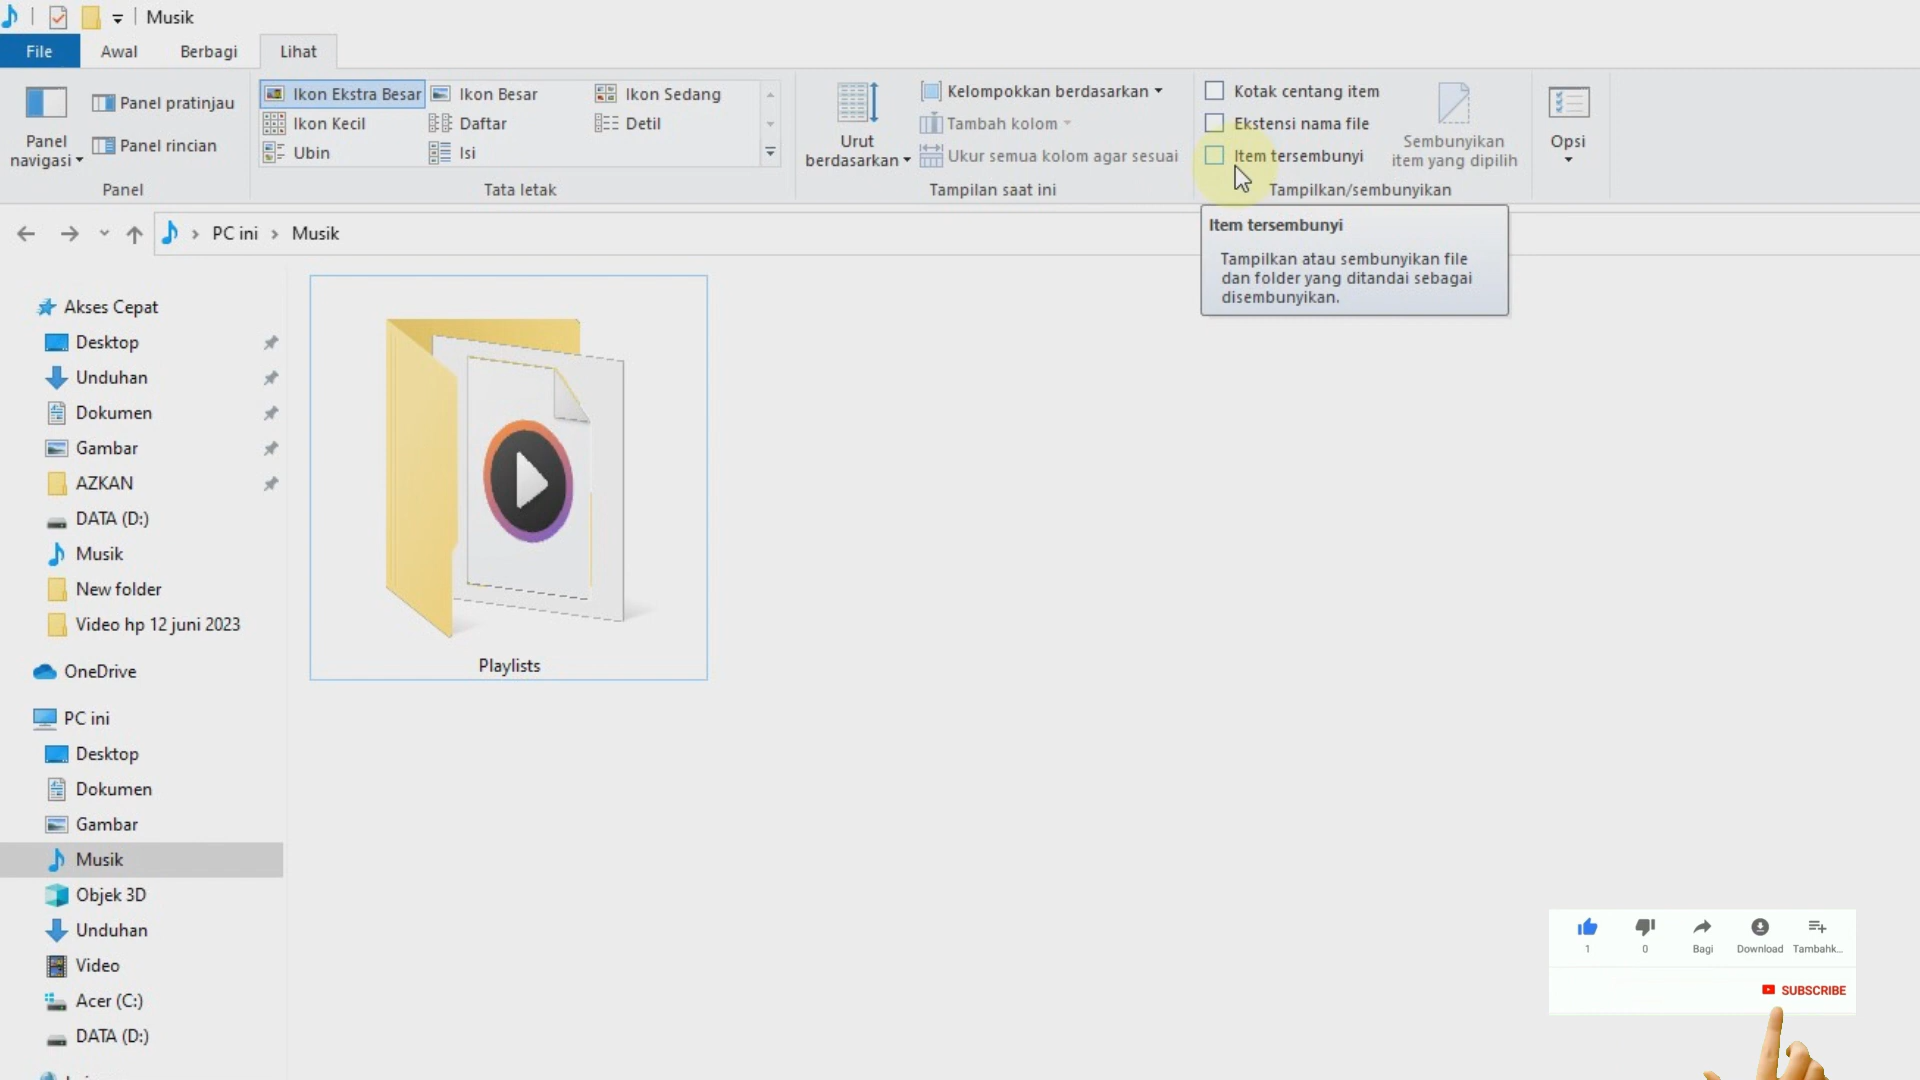 Musik
File
Awal
Berbagi
Lihat
Panel navigasi
Panel pratinjau
Panel rincian
Panel
Ikon Ekstra Besar
Ikon Besar
Ikon Sedang
Ikon Kecil
Daftar
Detil
Ubin
Isi
Tata letak
Urut
berdasarkan
Kelompokkan berdasarkan
Tambah kolom
Ukur semua kolom agar sesuai
Tampilan saat ini
Kotak centang item
Ekstensi nama file
Item tersembunyi
Sembunyikan
item yang dipilih
Tampilkan/sembunyikan
Opsi
PC ini
Musik
Item tersembunyi
Tampilkan atau sembunyikan file
dan folder yang ditandai sebagai
disembunyikan.
Akses Cepat
Desktop
Unduhan
Dokumen
Gambar
AZKAN
DATA (D:)
Musik
New folder
Video hp 12 juni 2023
OneDrive
PC ini
Desktop
Dokumen
Gambar
Musik
Objek 3D
Unduhan
Video
Acer (C:)
DATA (D:)
Playlists
1
0
Bagi
Download
Tambahk...
SUBSCRIBE